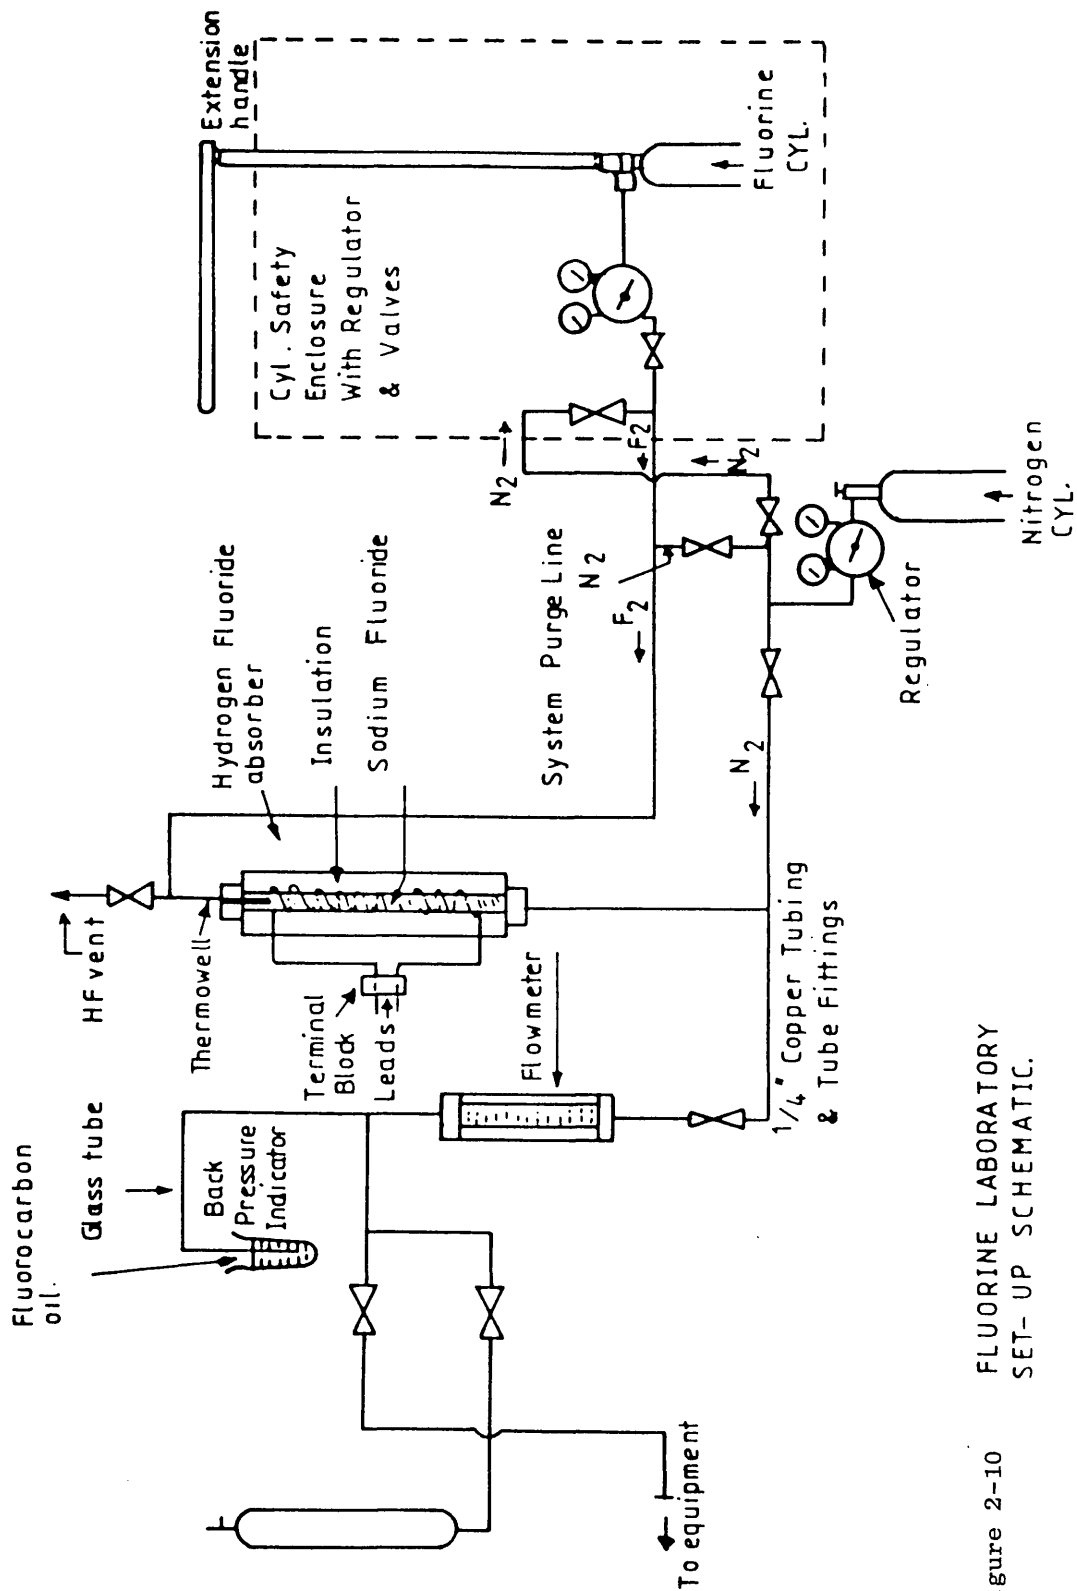 Extension
handle
Cyl. Safety
Enclosure
With Regulator
& Valves
Fluorine
CYL.
N2
F2
N2
Nitrogen
CYL.
Regulator
System Purge Line
N2
F2
N2
Hydrogen Fluoride
absorber
Insulation
Sodium Fluoride
HF vent
Thermowell
Terminal
Block
Leads
Flowmeter
1/4" Copper Tubing
& Tube Fittings
Fluorocarbon
oil.
Glass tube
Back
Pressure
Indicator
To equipment
gure 2-10
FLUORINE LABORATORY
SET-UP SCHEMATIC.